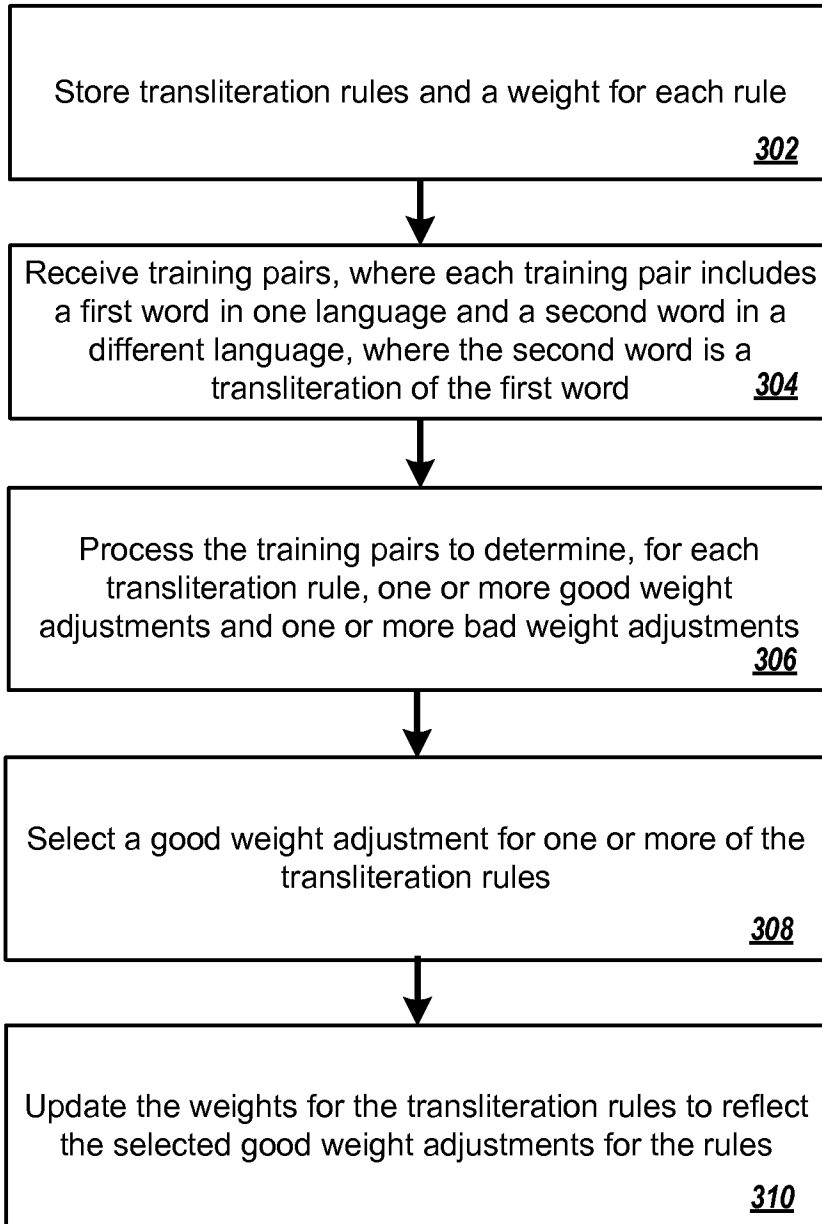 Store transliteration rules and a weight for each rule
302
Receive training pairs, where each training pair includes
a first word in one language and a second word in a
different language, where the second word is a
transliteration of the first word
304
Process the training pairs to determine, for each
transliteration rule, one or more good weight
adjustments and one or more bad weight adjustments
306
Select a good weight adjustment for one or more of the
transliteration rules
308
Update the weights for the transliteration rules to reflect
the selected good weight adjustments for the rules
310